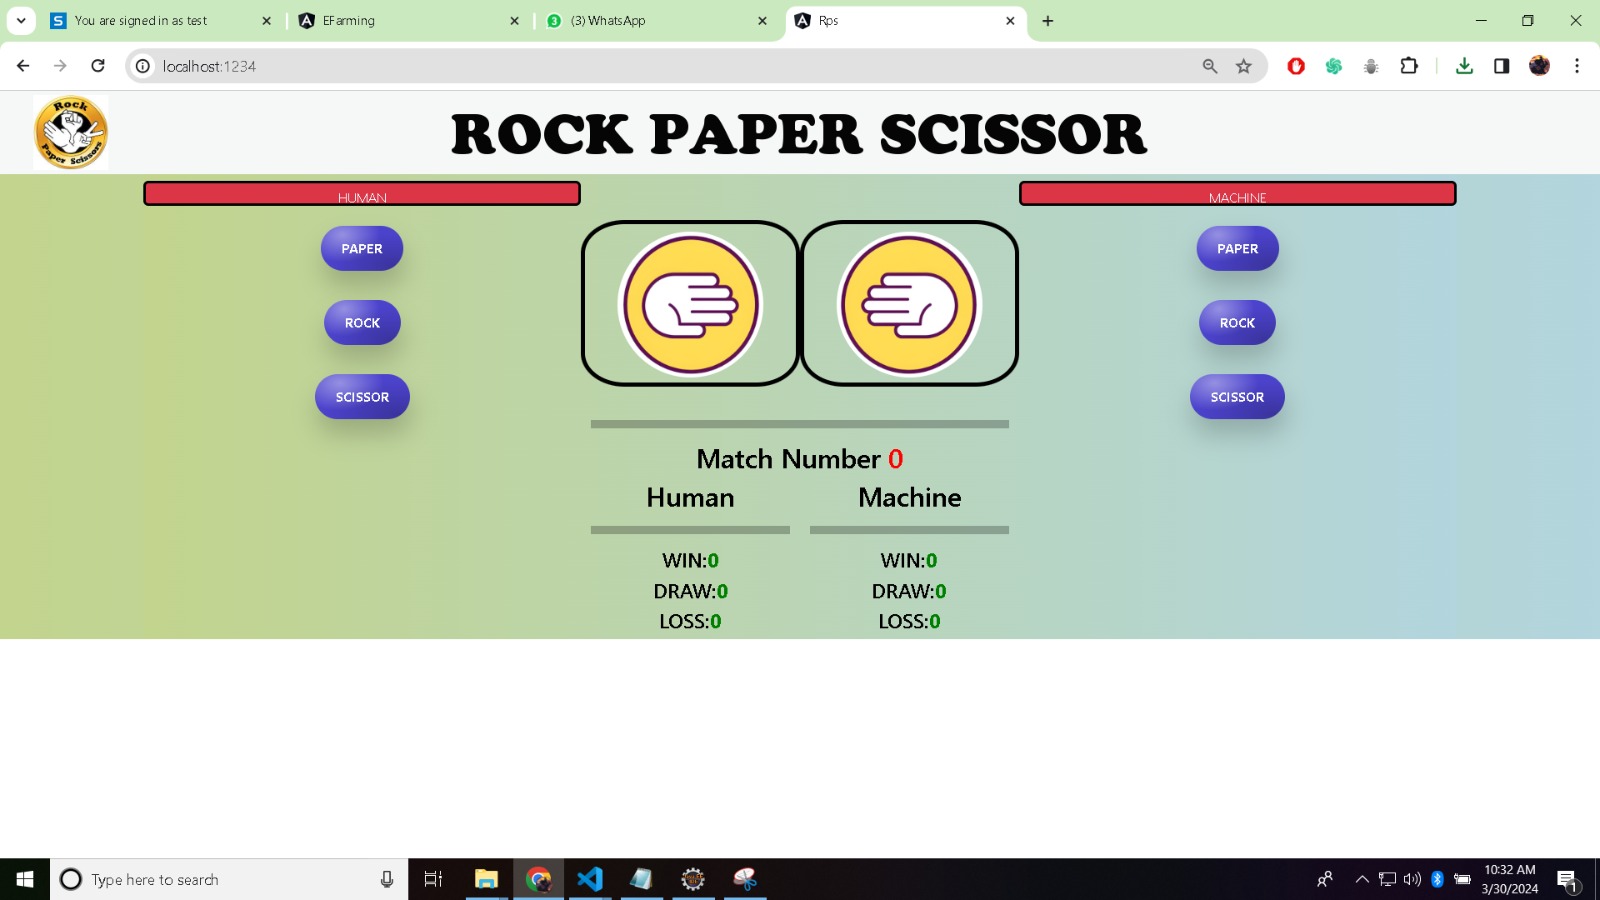 You are signed in as test
EFarming
(3) WhatsApp
Rps
localhost:1234
Rock
Paper Scissors
ROCK PAPER SCISSOR
HUMAN
MACHINE
PAPER
PAPER
ROCK
ROCK
SCISSOR
SCISSOR
Match Number 0
Human
Machine
WIN:0
WIN:0
DRAW:0
DRAW:0
LOSS:0
LOSS:0
Type here to search
10:32 AM
3/30/2024
1